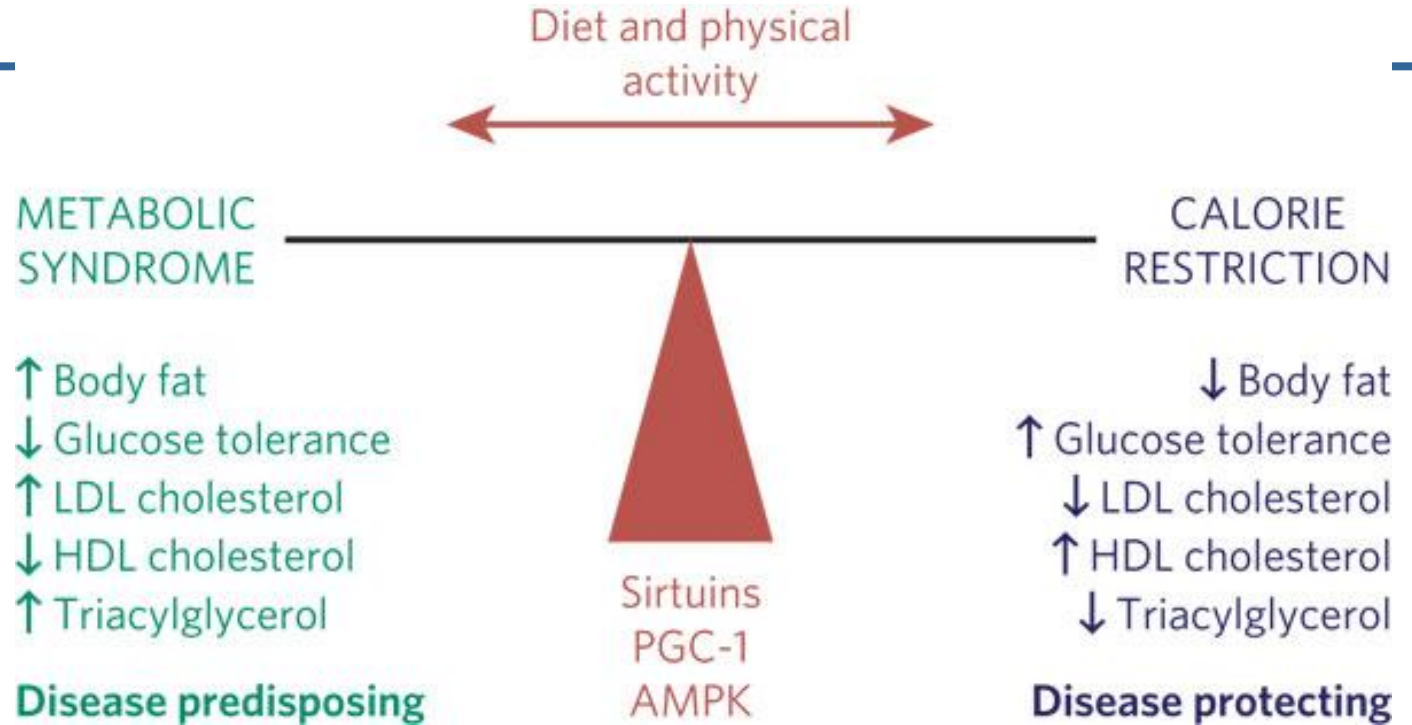 Diet and physical
activity
METABOLIC
SYNDROME
↑ Body fat
↓ Glucose tolerance
↑ LDL cholesterol
↓ HDL cholesterol
↑ Triacylglycerol
Disease predisposing
Sirtuins
PGC-1
AMPK
CALORIE
RESTRICTION
↓ Body fat
↑ Glucose tolerance
↓ LDL cholesterol
↑ HDL cholesterol
↓ Triacylglycerol
Disease protecting